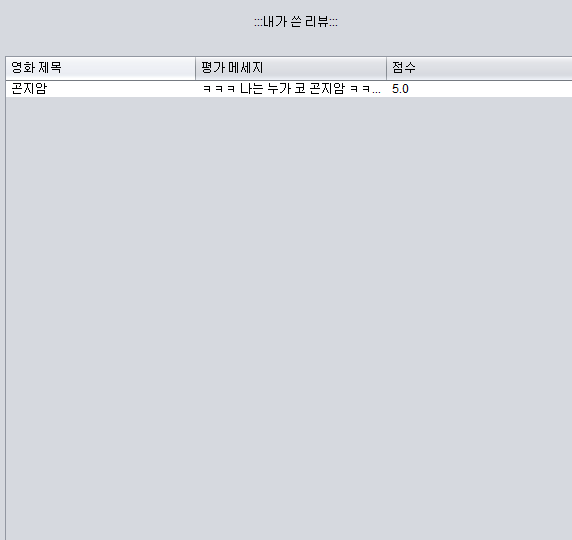 :::내가 쓴 리뷰:::
영화 제목 평가 메세지 점수
곤지암 ㅋㅋㅋ 나는 누가 코 곤지암 ㅋㅋ... 5.0